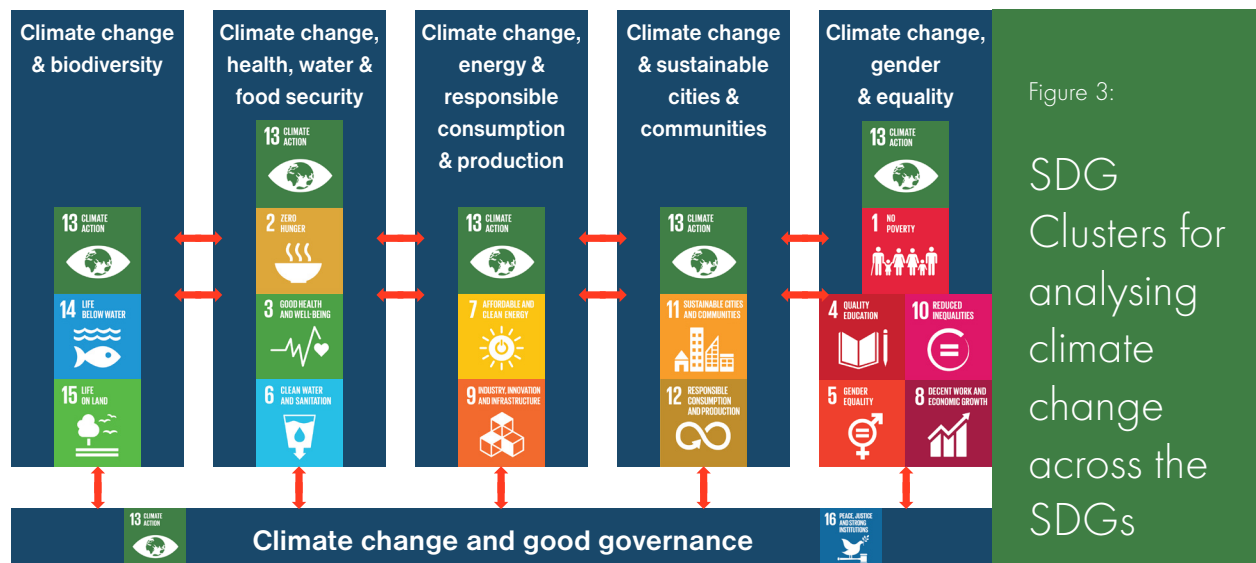 Climate change
& biodiversity
13 CLIMATE
ACTION
14 LIFE
BELOW WATER
15 LIFE
ON LAND
Climate change,
health, water &
food security
13 CLIMATE
ACTION
2 ZERO
HUNGER
3 GOOD HEALTH
AND WELL-BEING
6 CLEAN WATER
AND SANITATION
Climate change,
energy &
responsible
consumption
& production
13 CLIMATE
ACTION
7 AFFORDABLE AND
CLEAN ENERGY
9 INDUSTRY, INNOVATION
AND INFRASTRUCTURE
Climate change
& sustainable
cities &
communities
13 CLIMATE
ACTION
11 SUSTAINABLE CITIES
AND COMMUNITIES
12 RESPONSIBLE
CONSUMPTION
AND PRODUCTION
Climate change,
gender
& equality
13 CLIMATE
ACTION
1 NO
POVERTY
4 QUALITY
EDUCATION
10 REDUCED
INEQUALITIES
5 GENDER
EQUALITY
8 DECENT WORK AND
ECONOMIC GROWTH
13 CLIMATE
ACTION
Climate change and good governance
16 PEACE, JUSTICE
AND STRONG
INSTITUTIONS
Figure 3:
SDG
Clusters for
analysing
climate
change
across the
SDGs